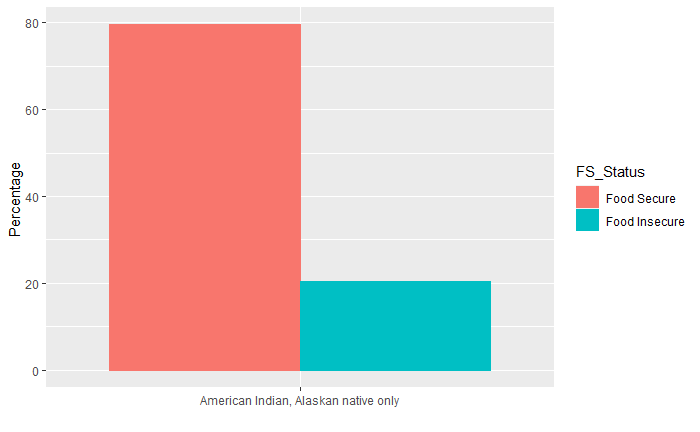 80
60
40
20
0
Percentage
American Indian, Alaskan native only
FS_Status
Food Secure
Food Insecure